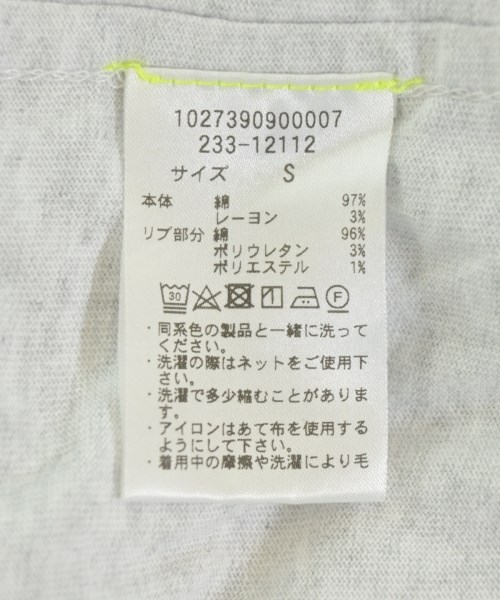 1027390900007
233-12112
サイズ S
本体 綿 97%
レーヨン 3%
リブ部分 綿 96%
ポリウレタン 3%
ポリエステル 1%
30 F
・同系色の製品と一緒に洗って
ください。
・洗濯の際はネットをご使用下
さい。
・洗濯で多少縮むことがありま
す。
・アイロンはあて布を使用する
ようにして下さい。
・着用中の摩擦や洗濯により毛